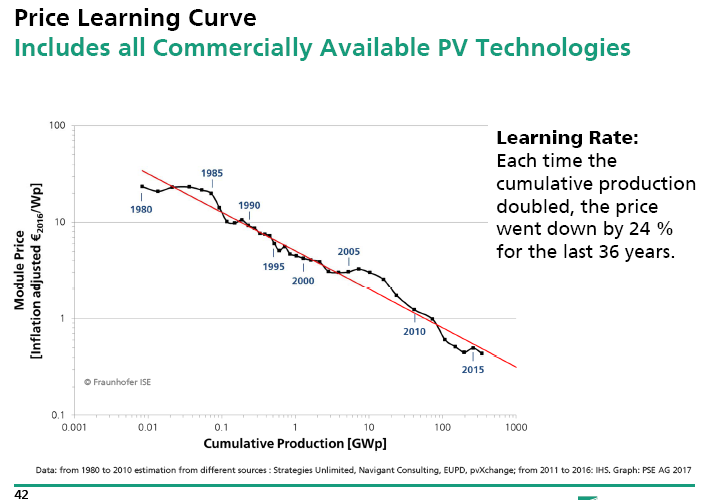 Price Learning Curve
Includes all Commercially Available PV Technologies
Learning Rate:
Each time the
cumulative production
doubled, the price
went down by 24 %
for the last 36 years.
Module Price
[Inflation adjusted €2016/Wp]
100
10
1
0.1
1980
1985
1990
1995
2000
2005
2010
2015
© Fraunhofer ISE
0.001
0.01
0.1
1
10
100
1000
Cumulative Production [GWp]
Data: from 1980 to 2010 estimation from different sources : Strategies Unlimited, Navigant Consulting, EUPD, pvXchange; from 2011 to 2016: IHS. Graph: PSE AG 2017
42